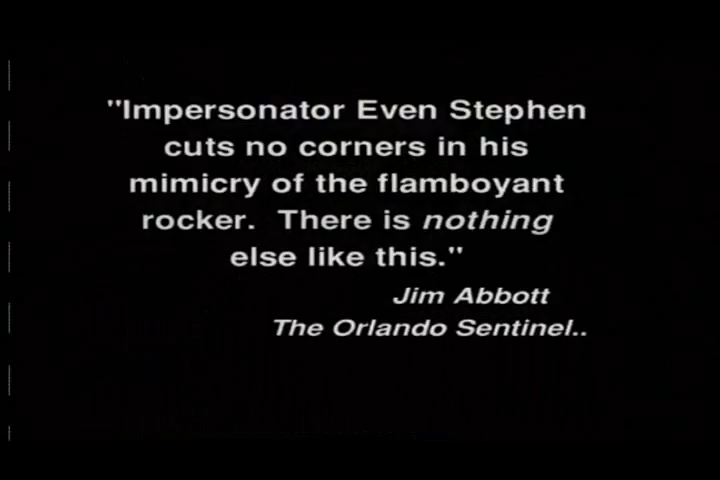 "Impersonator Even Stephen
cuts no corners in his
mimicry of the flamboyant
rocker. There is nothing
else like this."
Jim Abbott
The Orlando Sentinel..